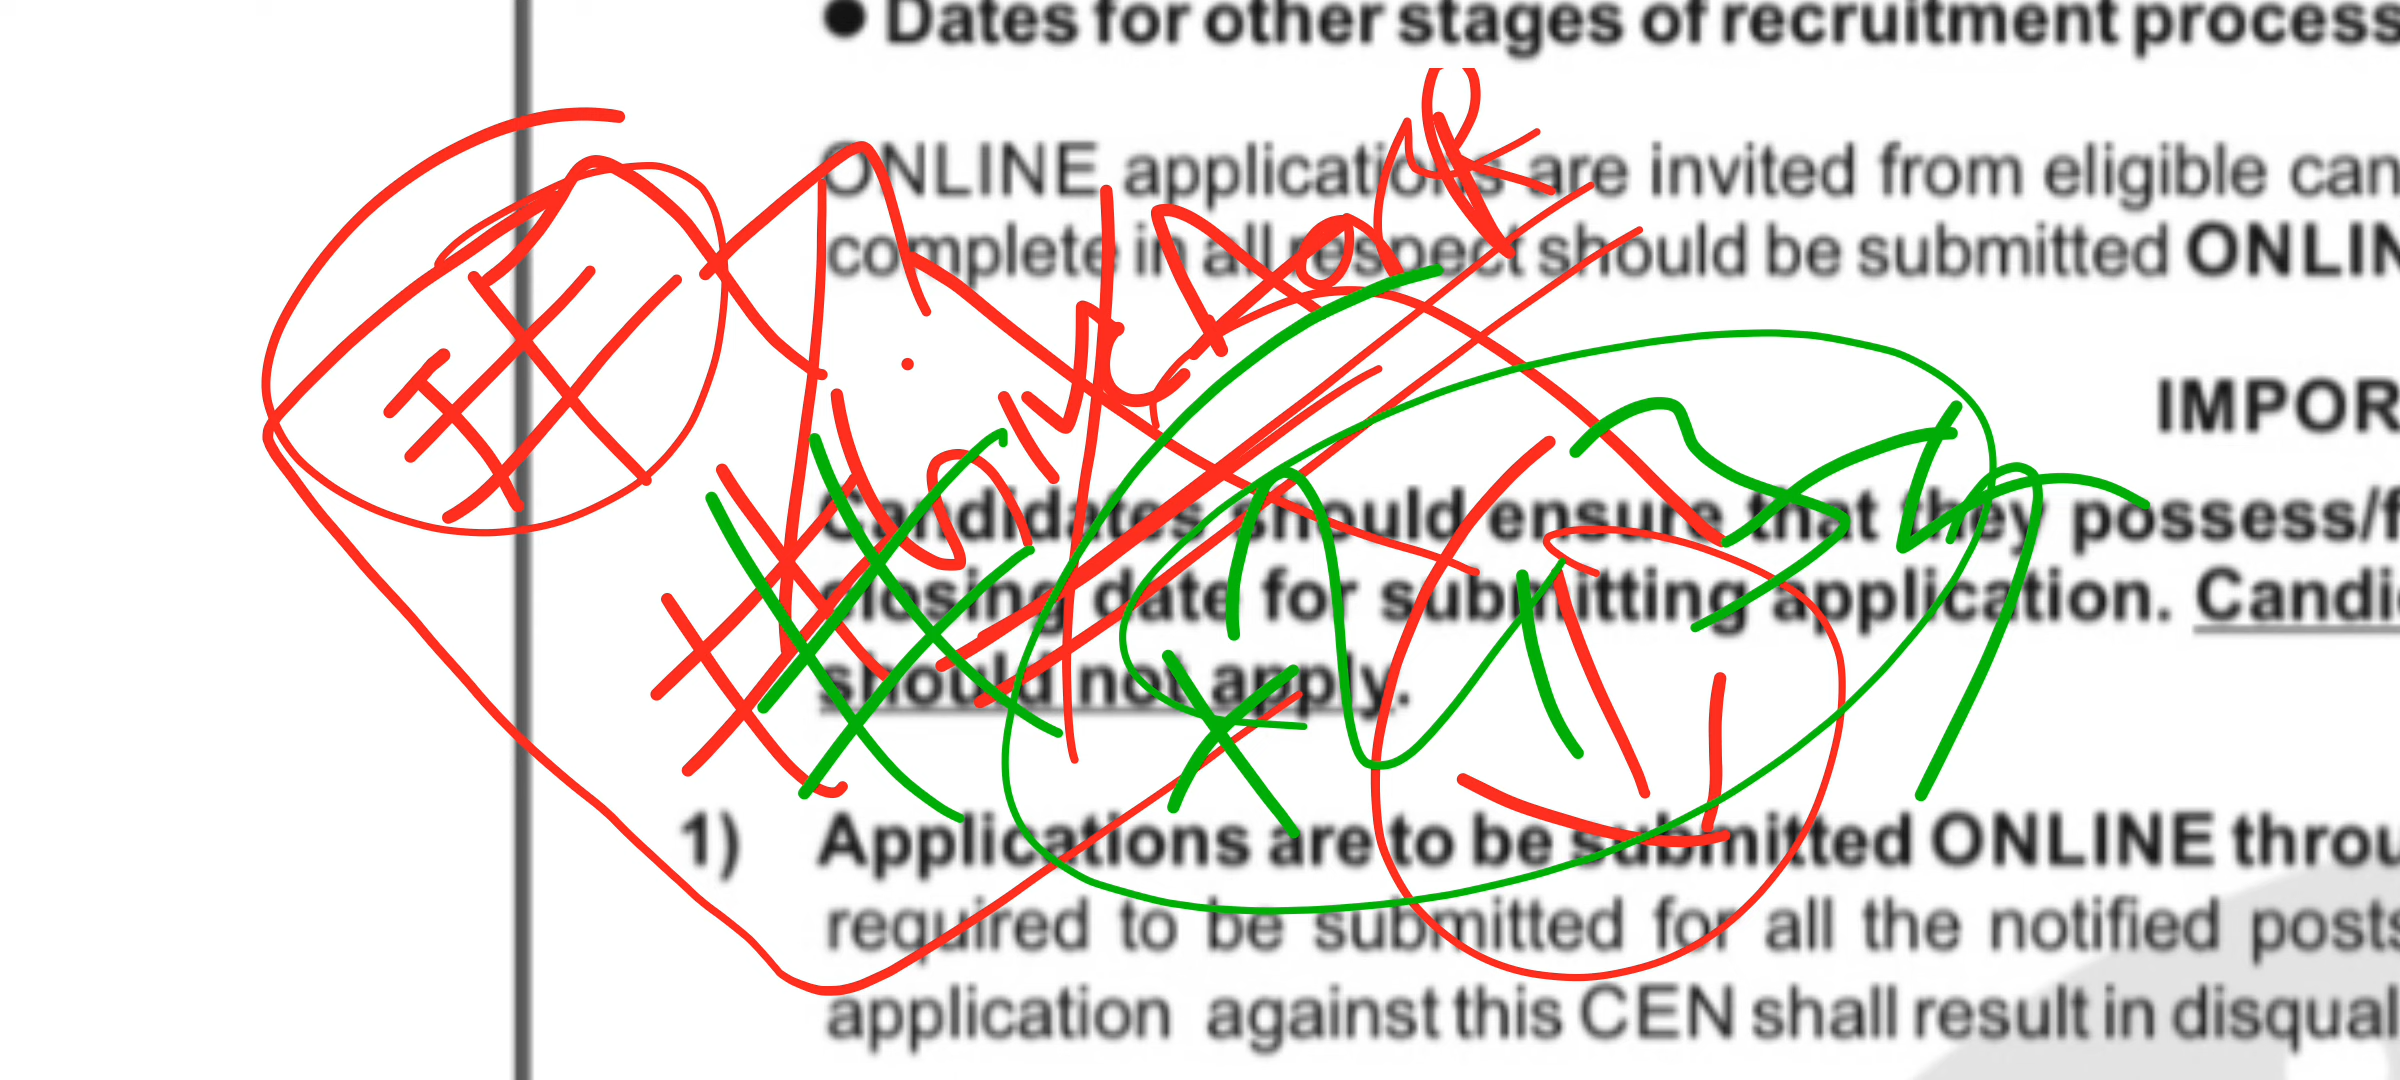 ● Dates for other stages of recruitment process
ONLINE applications are invited from eligible can
complete in all respect should be submitted ONLIN
IMPOR
Candidates should ensure that they possess/f
closing date for submitting application. Candi
should not apply.
1) Applications are to be submitted ONLINE throu
required to be submitted for all the notified posts
application against this CEN shall result in disqual